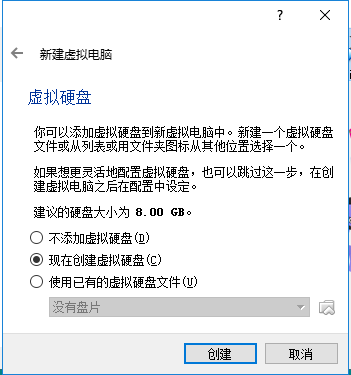 ?
新建虚拟电脑
虚拟硬盘
你可以添加虚拟硬盘到新虚拟电脑中。新建一个虚拟硬盘
文件或从列表或用文件夹图标从其他位置选择一个。
如果想更灵活地配置虚拟硬盘，也可以跳过这一步，在创
建虚拟电脑之后在配置中设定。
建议的硬盘大小为 8.00 GB。
不添加虚拟硬盘(D)
现在创建虚拟硬盘(C)
使用已有的虚拟硬盘文件(U)
没有盘片
创建
取消